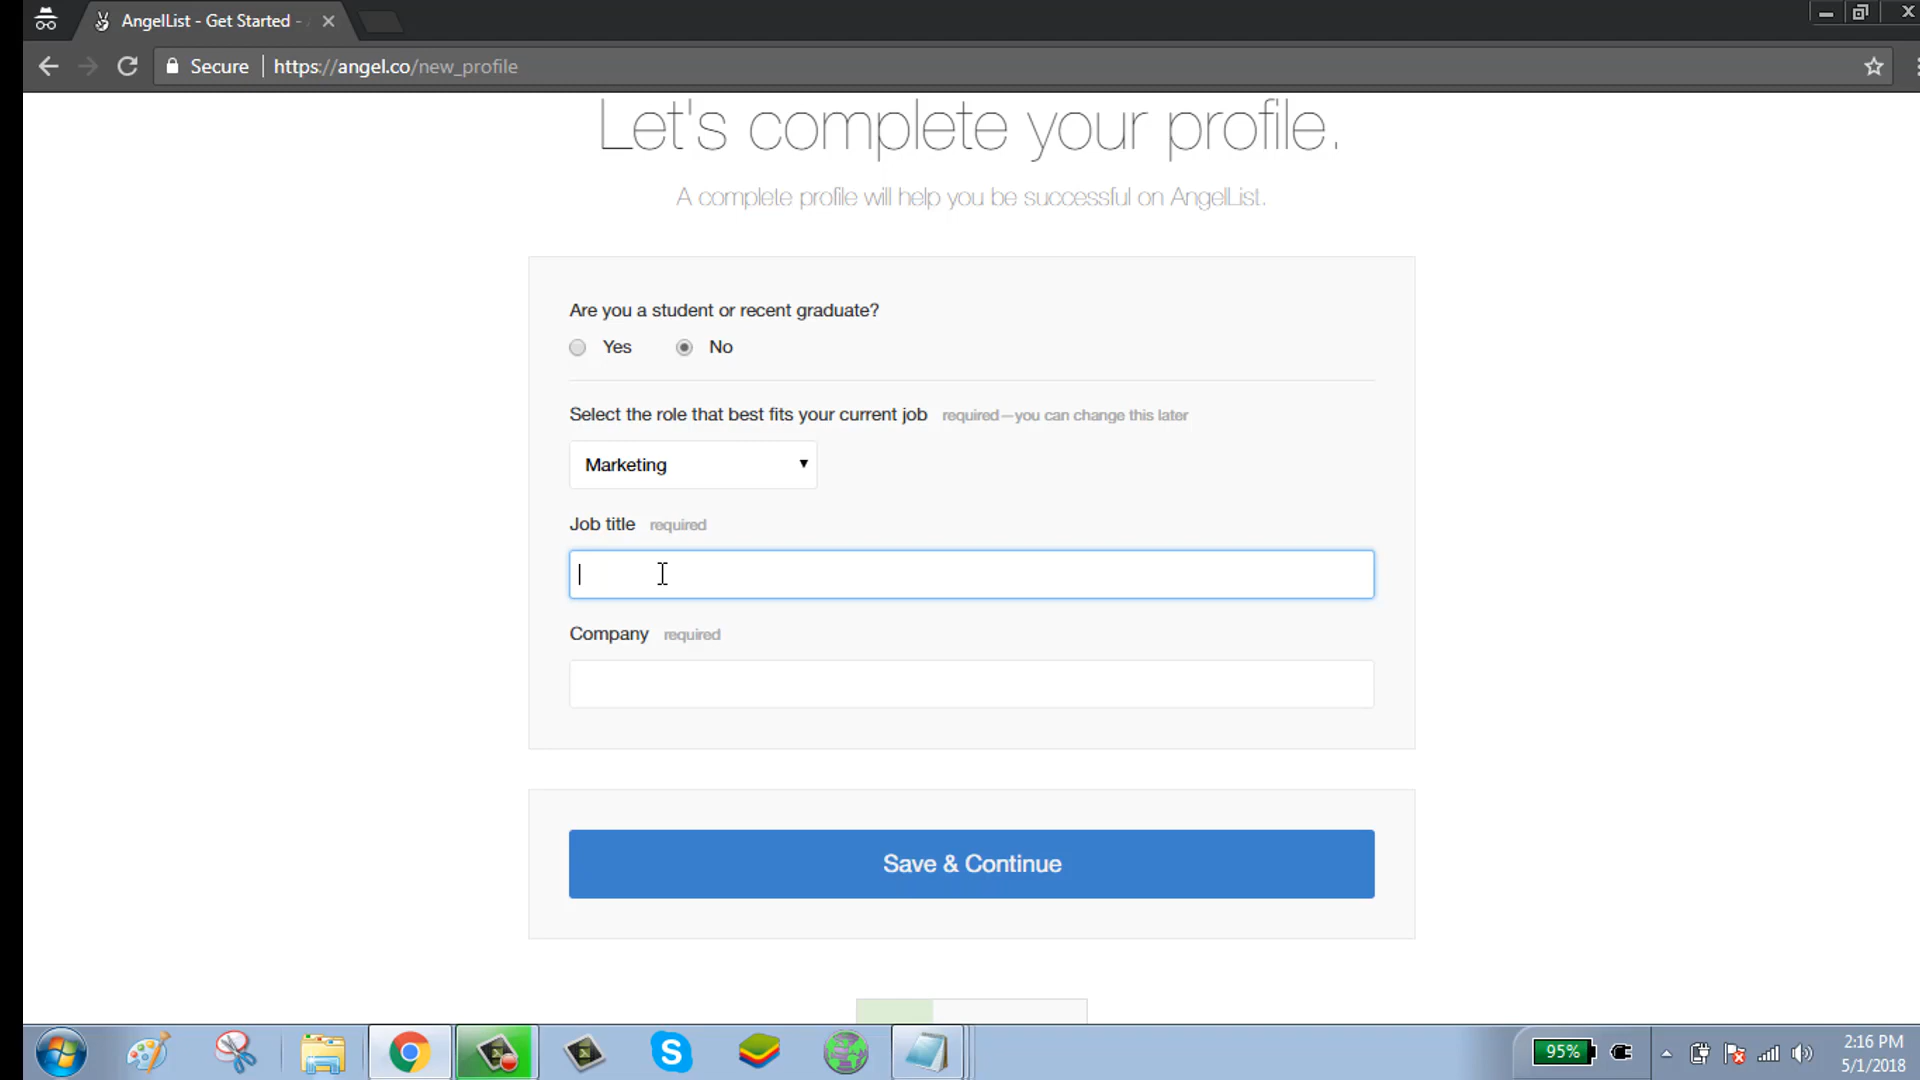 AngelList - Get Started -
Secure
https://angel.co/new_profile
Let's complete your profile.
A complete profile will help you be successful on AngelList.
Are you a student or recent graduate?
Yes No
Select the role that best fits your current job required—you can change this later
Marketing
Job title required
Company required
Save & Continue
95%
2:16 PM
5/1/2018